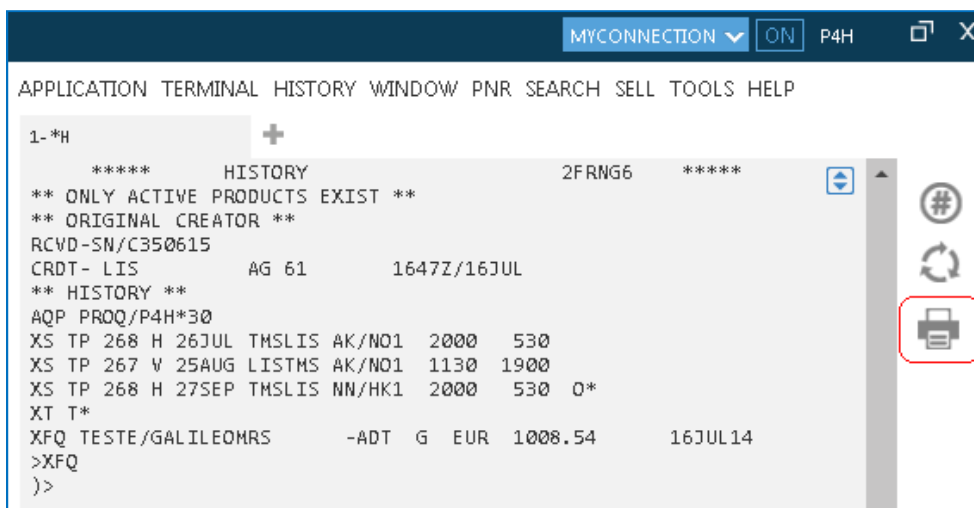 MYCONNECTION ON P4H X
APPLICATION TERMINAL HISTORY WINDOW PNR SEARCH SELL TOOLS HELP
1-*H
***** HISTORY 2FRNG6 *****
** ONLY ACTIVE PRODUCTS EXIST **
** ORIGINAL CREATOR **
RCVD-SN/C350615
CRDT- LIS AG 61 1647Z/16JUL
** HISTORY **
AQP PROQ/P4H*30
XS TP 268 H 26JUL TMSLIS AK/NO1 2000 530
XS TP 267 V 25AUG LISTMS AK/NO1 1130 1900
XS TP 268 H 27SEP TMSLIS NN/HK1 2000 530 O*
XT T*
XFQ TESTE/GALILEOMRS -ADT G EUR 1008.54 16JUL14
>XFQ
)>